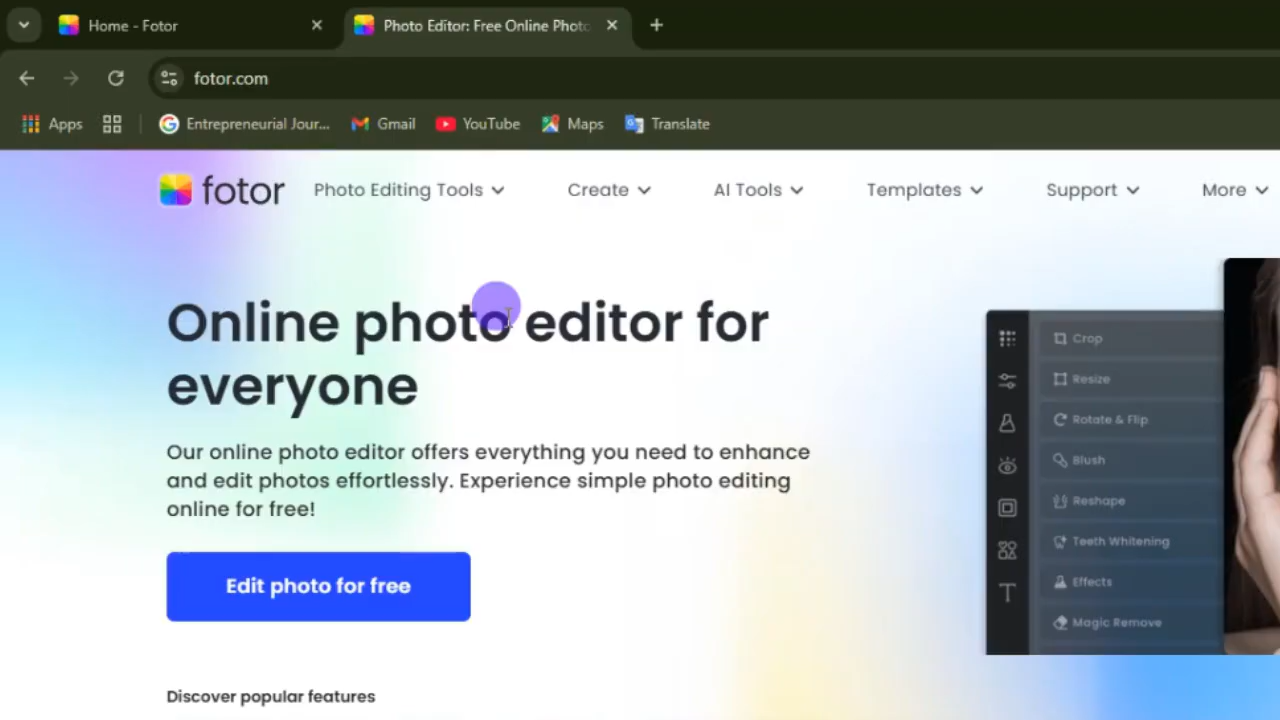 Home - Fotor
Photo Editor: Free Online Photo
fotor.com
Apps
Entrepreneurial Jour...
Gmail
YouTube
Maps
Translate
fotor
Photo Editing Tools
Create
AI Tools
Templates
Support
More
Online photo editor for
everyone
Our online photo editor offers everything you need to enhance
and edit photos effortlessly. Experience simple photo editing
online for free!
Edit photo for free
Discover popular features
Crop
Resize
Rotate & Flip
Blush
Reshape
Teeth Whitening
Effects
Magic Remove